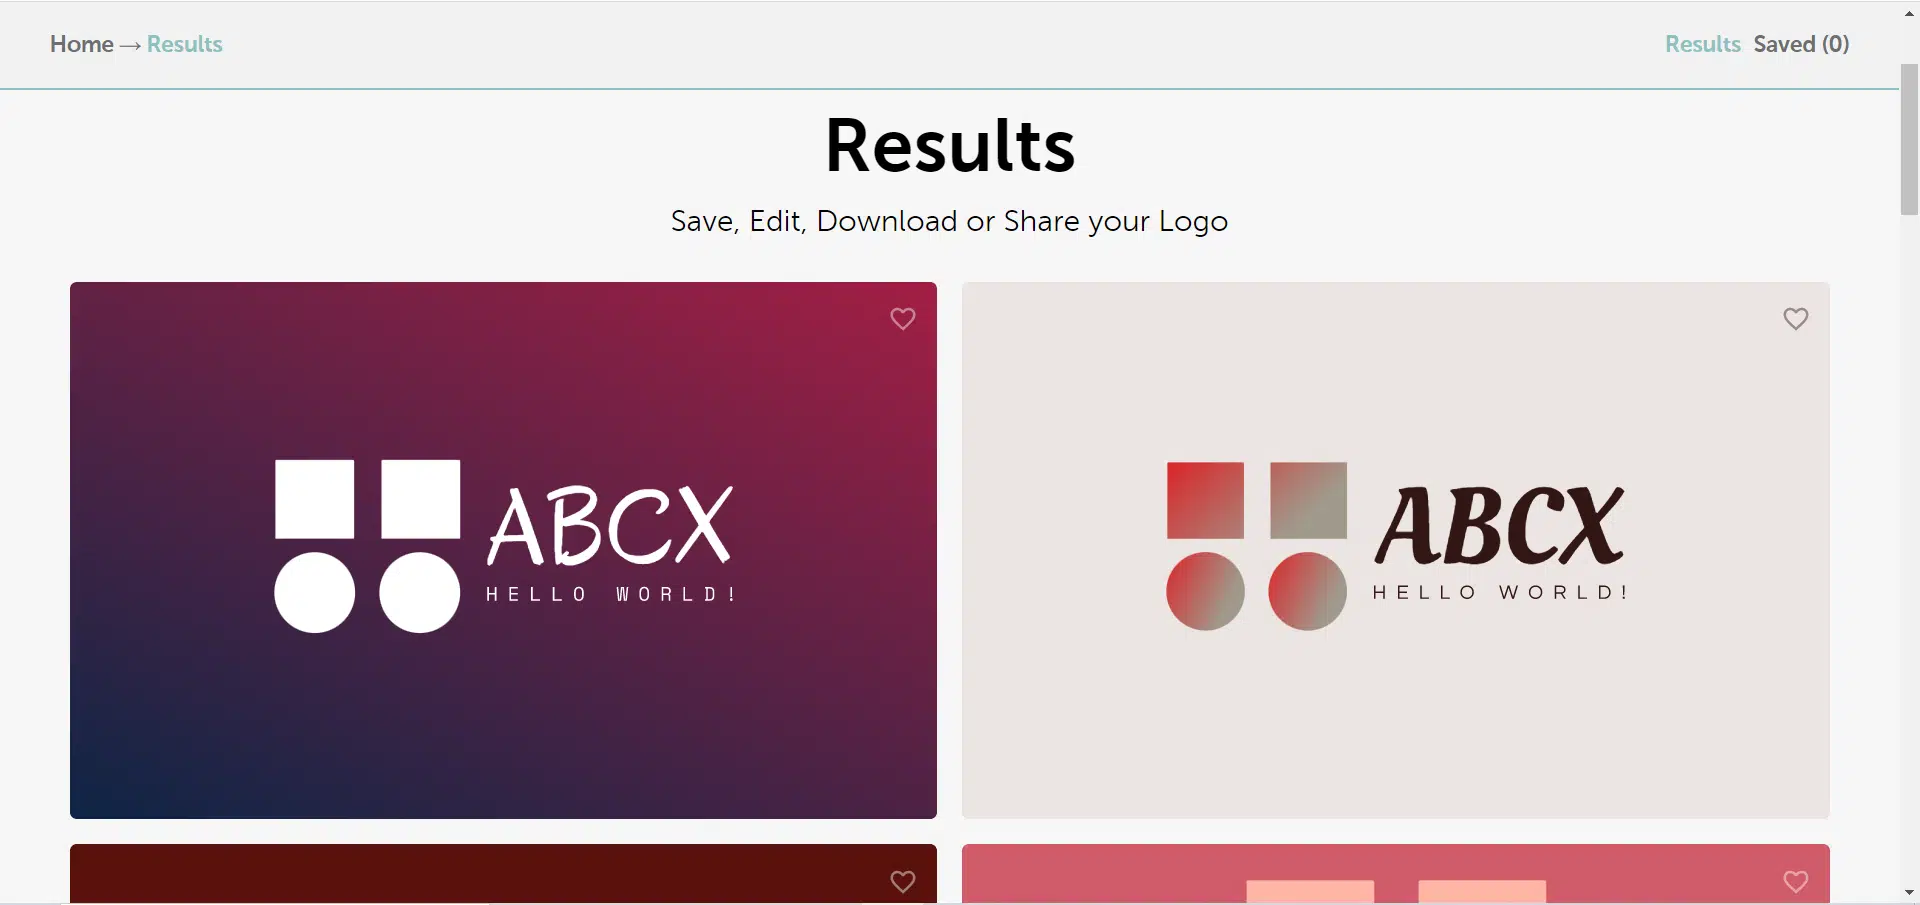 Home → Results
Results Saved (0)
Results
Save, Edit, Download or Share your Logo
ABCX
HELLO WORLD!
ABCX
HELLO WORLD!